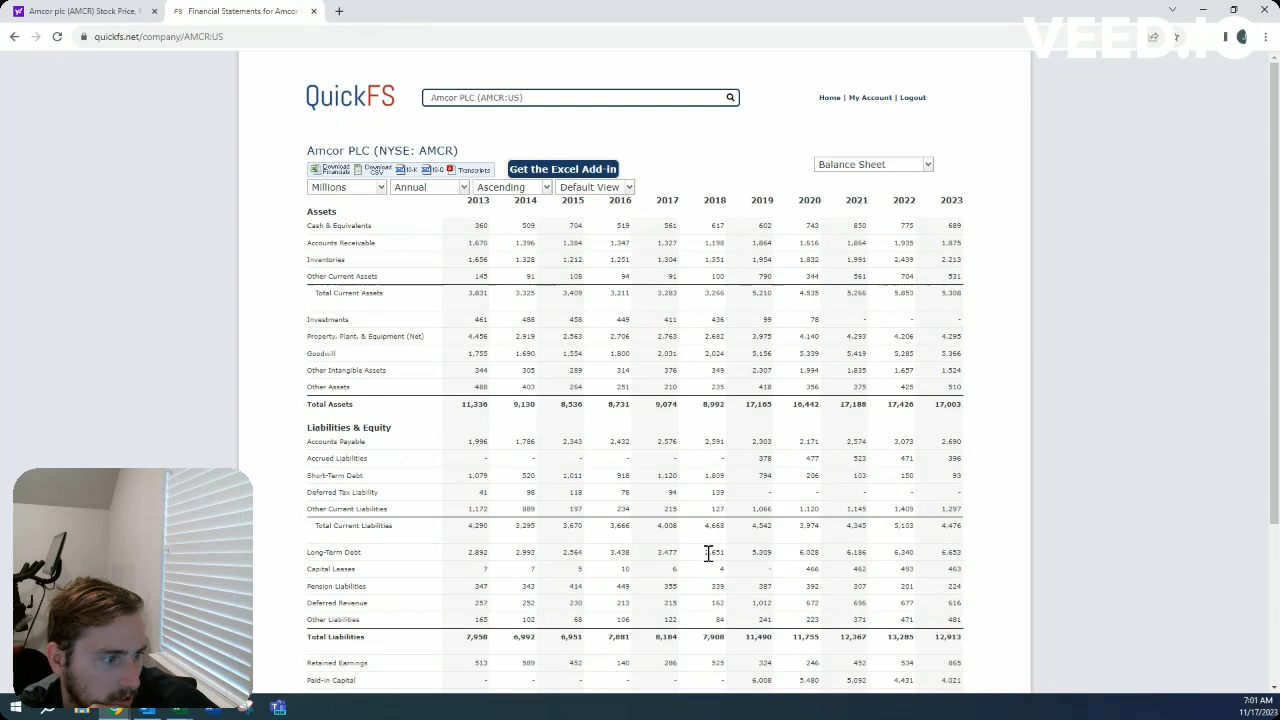 Amcor plc (AMCR) Stock Price, N
Financial Statements for Amcor
quickfs.net/company/AMCR:US
VEED.IO
QuickFS
Amcor PLC (AMCR:US)
Home | My Account | Logout
Amcor PLC (NYSE: AMCR)
Download Financials Download CSV 10-K 10-Q Transcripts
Get the Excel Add-in
Balance Sheet
Millions Annual Ascending Default View
2013 2014 2015 2016 2017 2018 2019 2020 2021 2022 2023
Assets
Cash & Equivalents 360 509 704 519 561 617 602 743 850 775 689
Accounts Receivable 1,670 1,396 1,384 1,347 1,327 1,198 1,864 1,616 1,864 1,935 1,875
Inventories 1,656 1,328 1,212 1,251 1,304 1,351 1,954 1,832 1,991 2,439 2,213
Other Current Assets 145 91 108 94 91 100 790 344 561 704 531
Total Current Assets 3,831 3,325 3,409 3,211 3,283 3,266 5,210 4,535 5,266 5,853 5,308
Investments 461 488 458 449 411 436 99 78 - - -
Property, Plant, & Equipment (Net) 4,456 2,919 2,563 2,706 2,763 2,682 3,975 4,140 4,293 4,206 4,295
Goodwill 1,755 1,690 1,554 1,800 2,031 2,024 5,156 5,339 5,419 5,285 5,366
Other Intangible Assets 344 305 289 314 376 349 2,307 1,994 1,835 1,657 1,524
Other Assets 488 403 264 251 210 235 418 356 375 425 510
Total Assets 11,336 9,130 8,536 8,731 9,074 8,992 17,165 16,442 17,188 17,426 17,003
Liabilities & Equity
Accounts Payable 1,996 1,786 2,343 2,432 2,576 2,591 2,303 2,171 2,574 3,073 2,690
Accrued Liabilities - - - - - - 378 477 523 471 396
Short-Term Debt 1,079 520 1,011 918 1,120 1,809 794 206 103 150 93
Deferred Tax Liability 41 98 118 78 94 139 - - - - -
Other Current Liabilities 1,172 889 197 234 215 127 1,066 1,120 1,145 1,409 1,297
Total Current Liabilities 4,290 3,295 3,670 3,666 4,008 4,668 4,542 3,974 4,345 5,103 4,476
Long-Term Debt 2,892 2,993 2,564 3,438 3,477 5,309 6,028 6,186 6,340 6,653
Capital Leases 7 7 5 10 6 4 - 466 462 493 463
Pension Liabilities 347 343 414 449 355 339 387 392 307 201 224
Deferred Revenue 257 252 230 213 215 162 1,012 672 696 677 616
Other Liabilities 165 102 68 106 122 84 241 223 371 471 481
Total Liabilities 7,958 6,992 6,951 7,881 8,184 7,908 11,490 11,755 12,367 13,285 12,913
Retained Earnings 513 589 452 140 286 525 324 246 452 534 865
Paid-in Capital - - - - - - 6,008 5,480 5,092 4,431 4,021
7:01 AM
11/17/2023